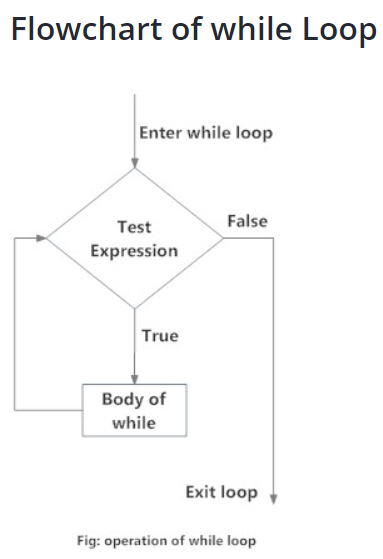 Flowchart of while Loop
Enter while loop
Test
Expression
False
True
Body of
while
Exit loop
Fig: operation of while loop